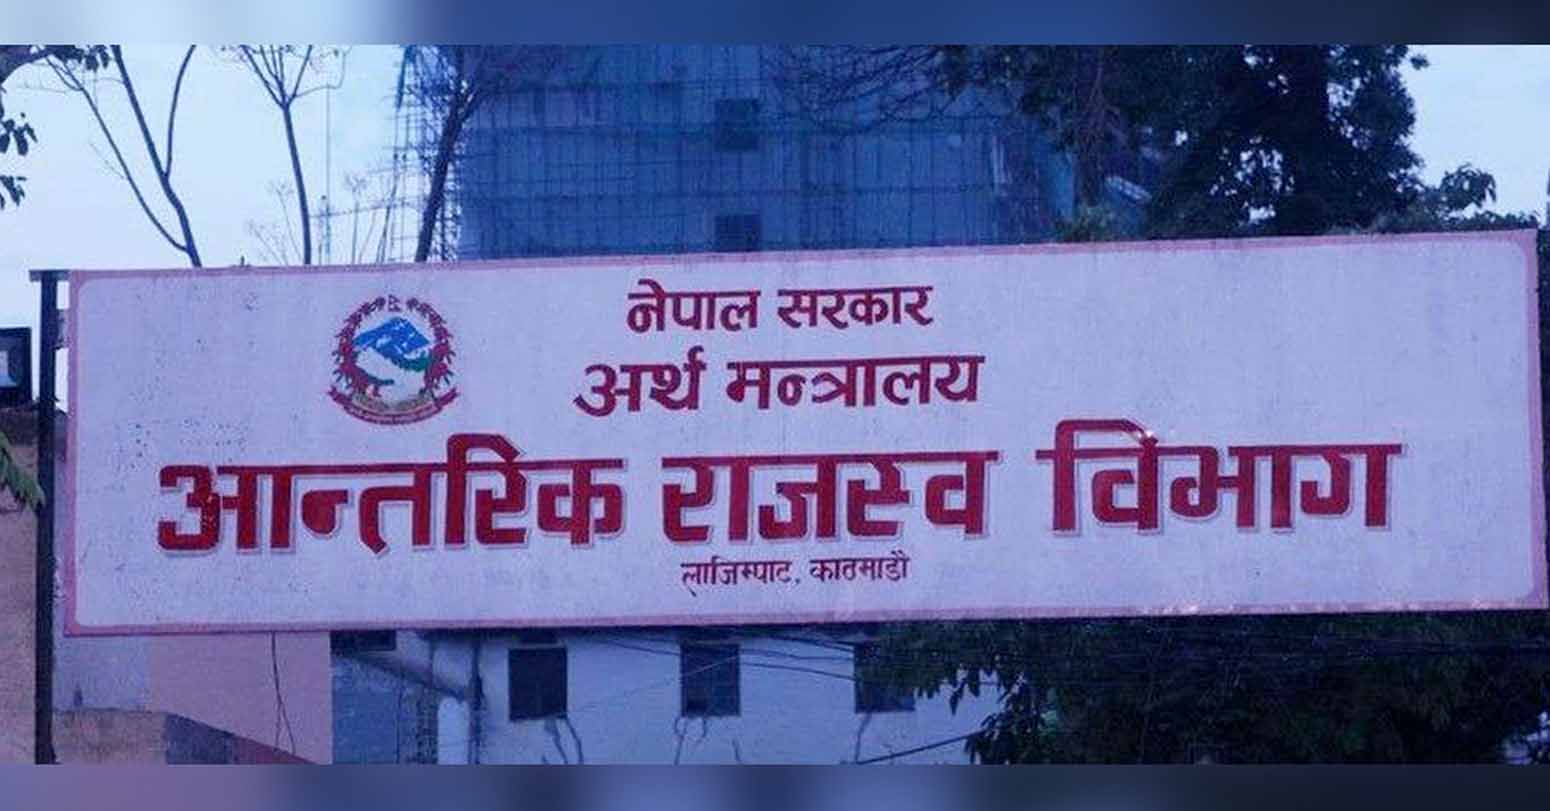 नेपाल सरकार
अर्थ मन्त्रालय
आन्तरिक राजस्व विभाग
लाजिम्पाट, काठमाडौ